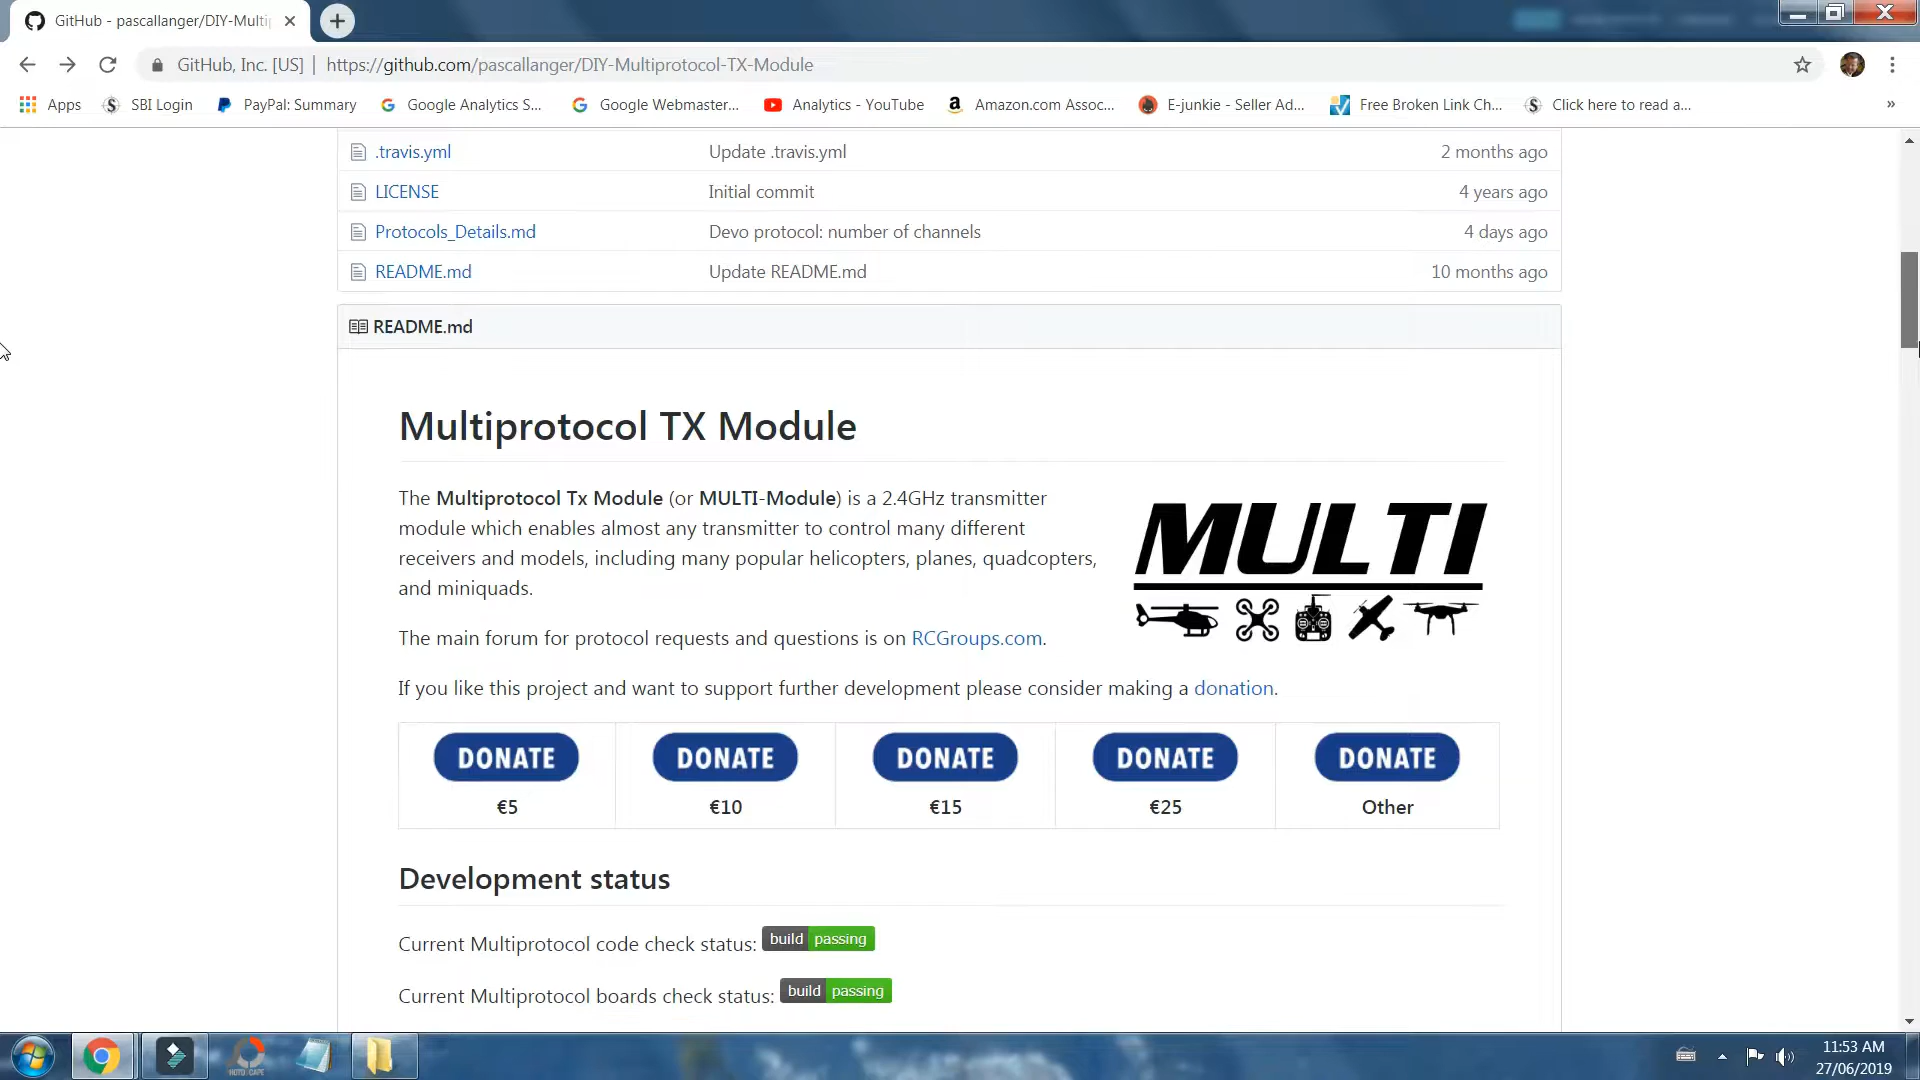 GitHub - pascallanger/DIY-Multip
GitHub, Inc. [US] | https://github.com/pascallanger/DIY-Multiprotocol-TX-Module
Apps SBI Login PayPal: Summary Google Analytics S... Google Webmaster... Analytics - YouTube Amazon.com Assoc... E-junkie - Seller Ad... Free Broken Link Ch... Click here to read a... »
.travis.yml Update .travis.yml 2 months ago
LICENSE Initial commit 4 years ago
Protocols_Details.md Devo protocol: number of channels 4 days ago
README.md Update README.md 10 months ago
README.md
Multiprotocol TX Module
The Multiprotocol Tx Module (or MULTI-Module) is a 2.4GHz transmitter
module which enables almost any transmitter to control many different
receivers and models, including many popular helicopters, planes, quadcopters,
and miniquads.
MULTI
The main forum for protocol requests and questions is on RCGroups.com.
If you like this project and want to support further development please consider making a donation.
DONATE DONATE DONATE DONATE DONATE
€5 €10 €15 €25 Other
Development status
Current Multiprotocol code check status: build passing
Current Multiprotocol boards check status: build passing
11:53 AM
27/06/2019